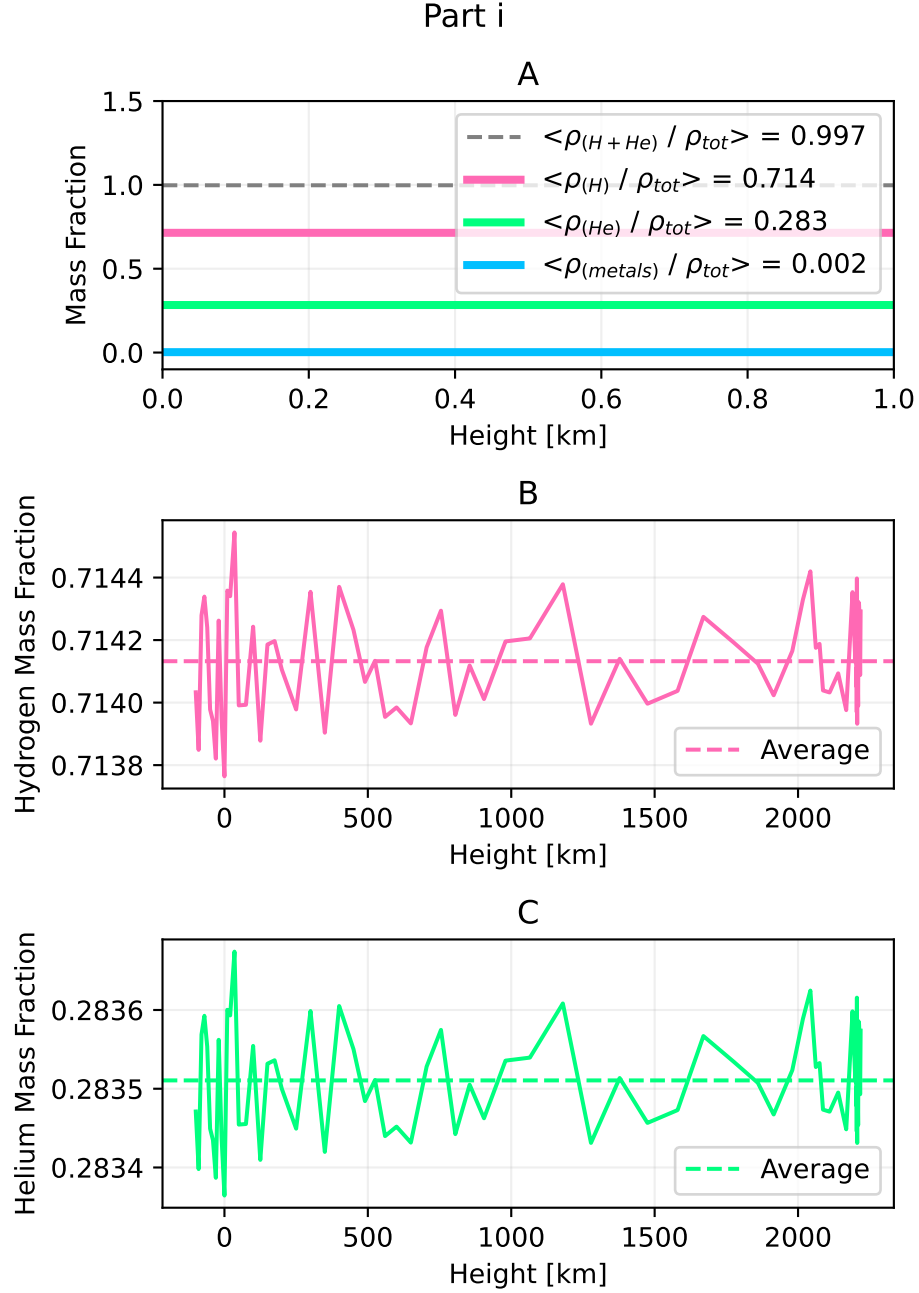 Part i
A
1.5
1.0
0.5
0.0
Mass Fraction
<ρ(H + He) / ρtot> = 0.997
<ρ(H) / ρtot> = 0.714
<ρ(He) / ρtot> = 0.283
<ρ(metals) / ρtot> = 0.002
0.0 0.2 0.4 0.6 0.8 1.0
Height [km]
B
0.7144
0.7142
0.7140
0.7138
Hydrogen Mass Fraction
Average
0 500 1000 1500 2000
Height [km]
C
0.2836
0.2835
0.2834
Helium Mass Fraction
Average
0 500 1000 1500 2000
Height [km]